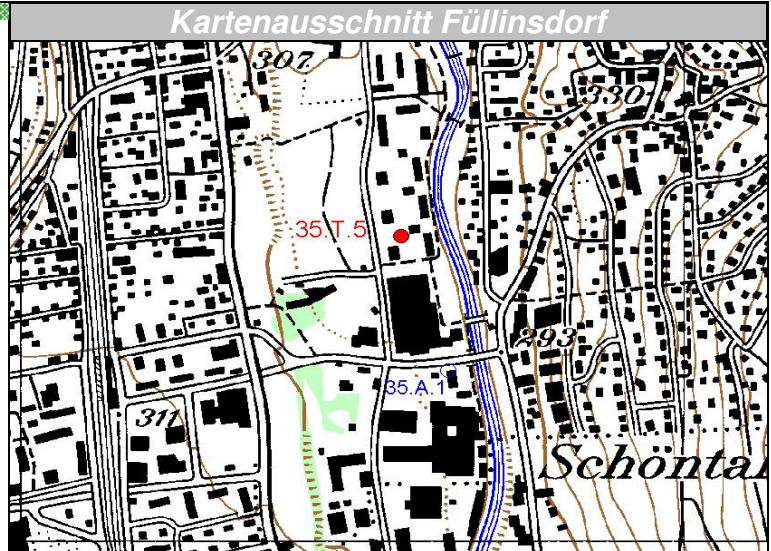 Kartenausschnitt Füllinsdorf
307
330
35.T.5
293
35.A.1
311
Schöntal